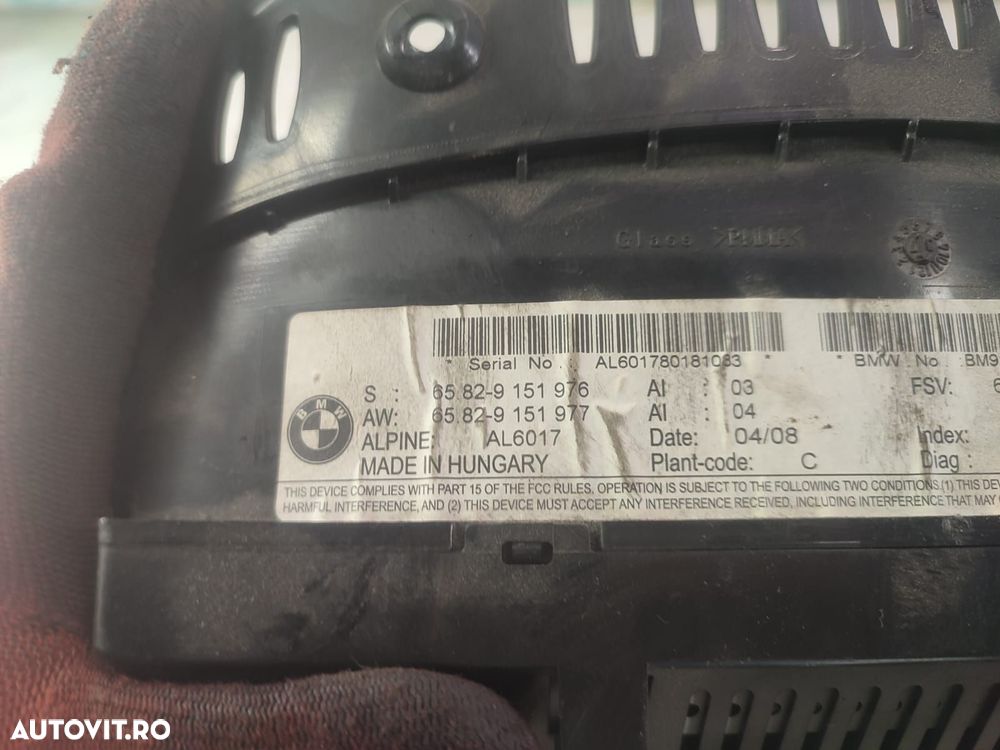 Glass
* Serial No. : AL601780181083 * * BMW No BM9
BMW
S : 65.82-9 151 976 AI : 03 FSV: 6
AW: 65.82-9 151 977 AI : 04
ALPINE: AL6017 Date: 04/08 Index:
MADE IN HUNGARY Plant-code: C Diag :
THIS DEVICE COMPLIES WITH PART 15 OF THE FCC RULES, OPERATION IS SUBJECT TO THE FOLLOWING TWO CONDITIONS.(1) THIS DEV
HARMFUL INTERFERENCE, AND (2) THIS DEVICE MUST ACCEPT ANY INTERFERENCE RECEIVED, INCLUDING INTERFERENCE THAT MAY
AUTOVIT.RO